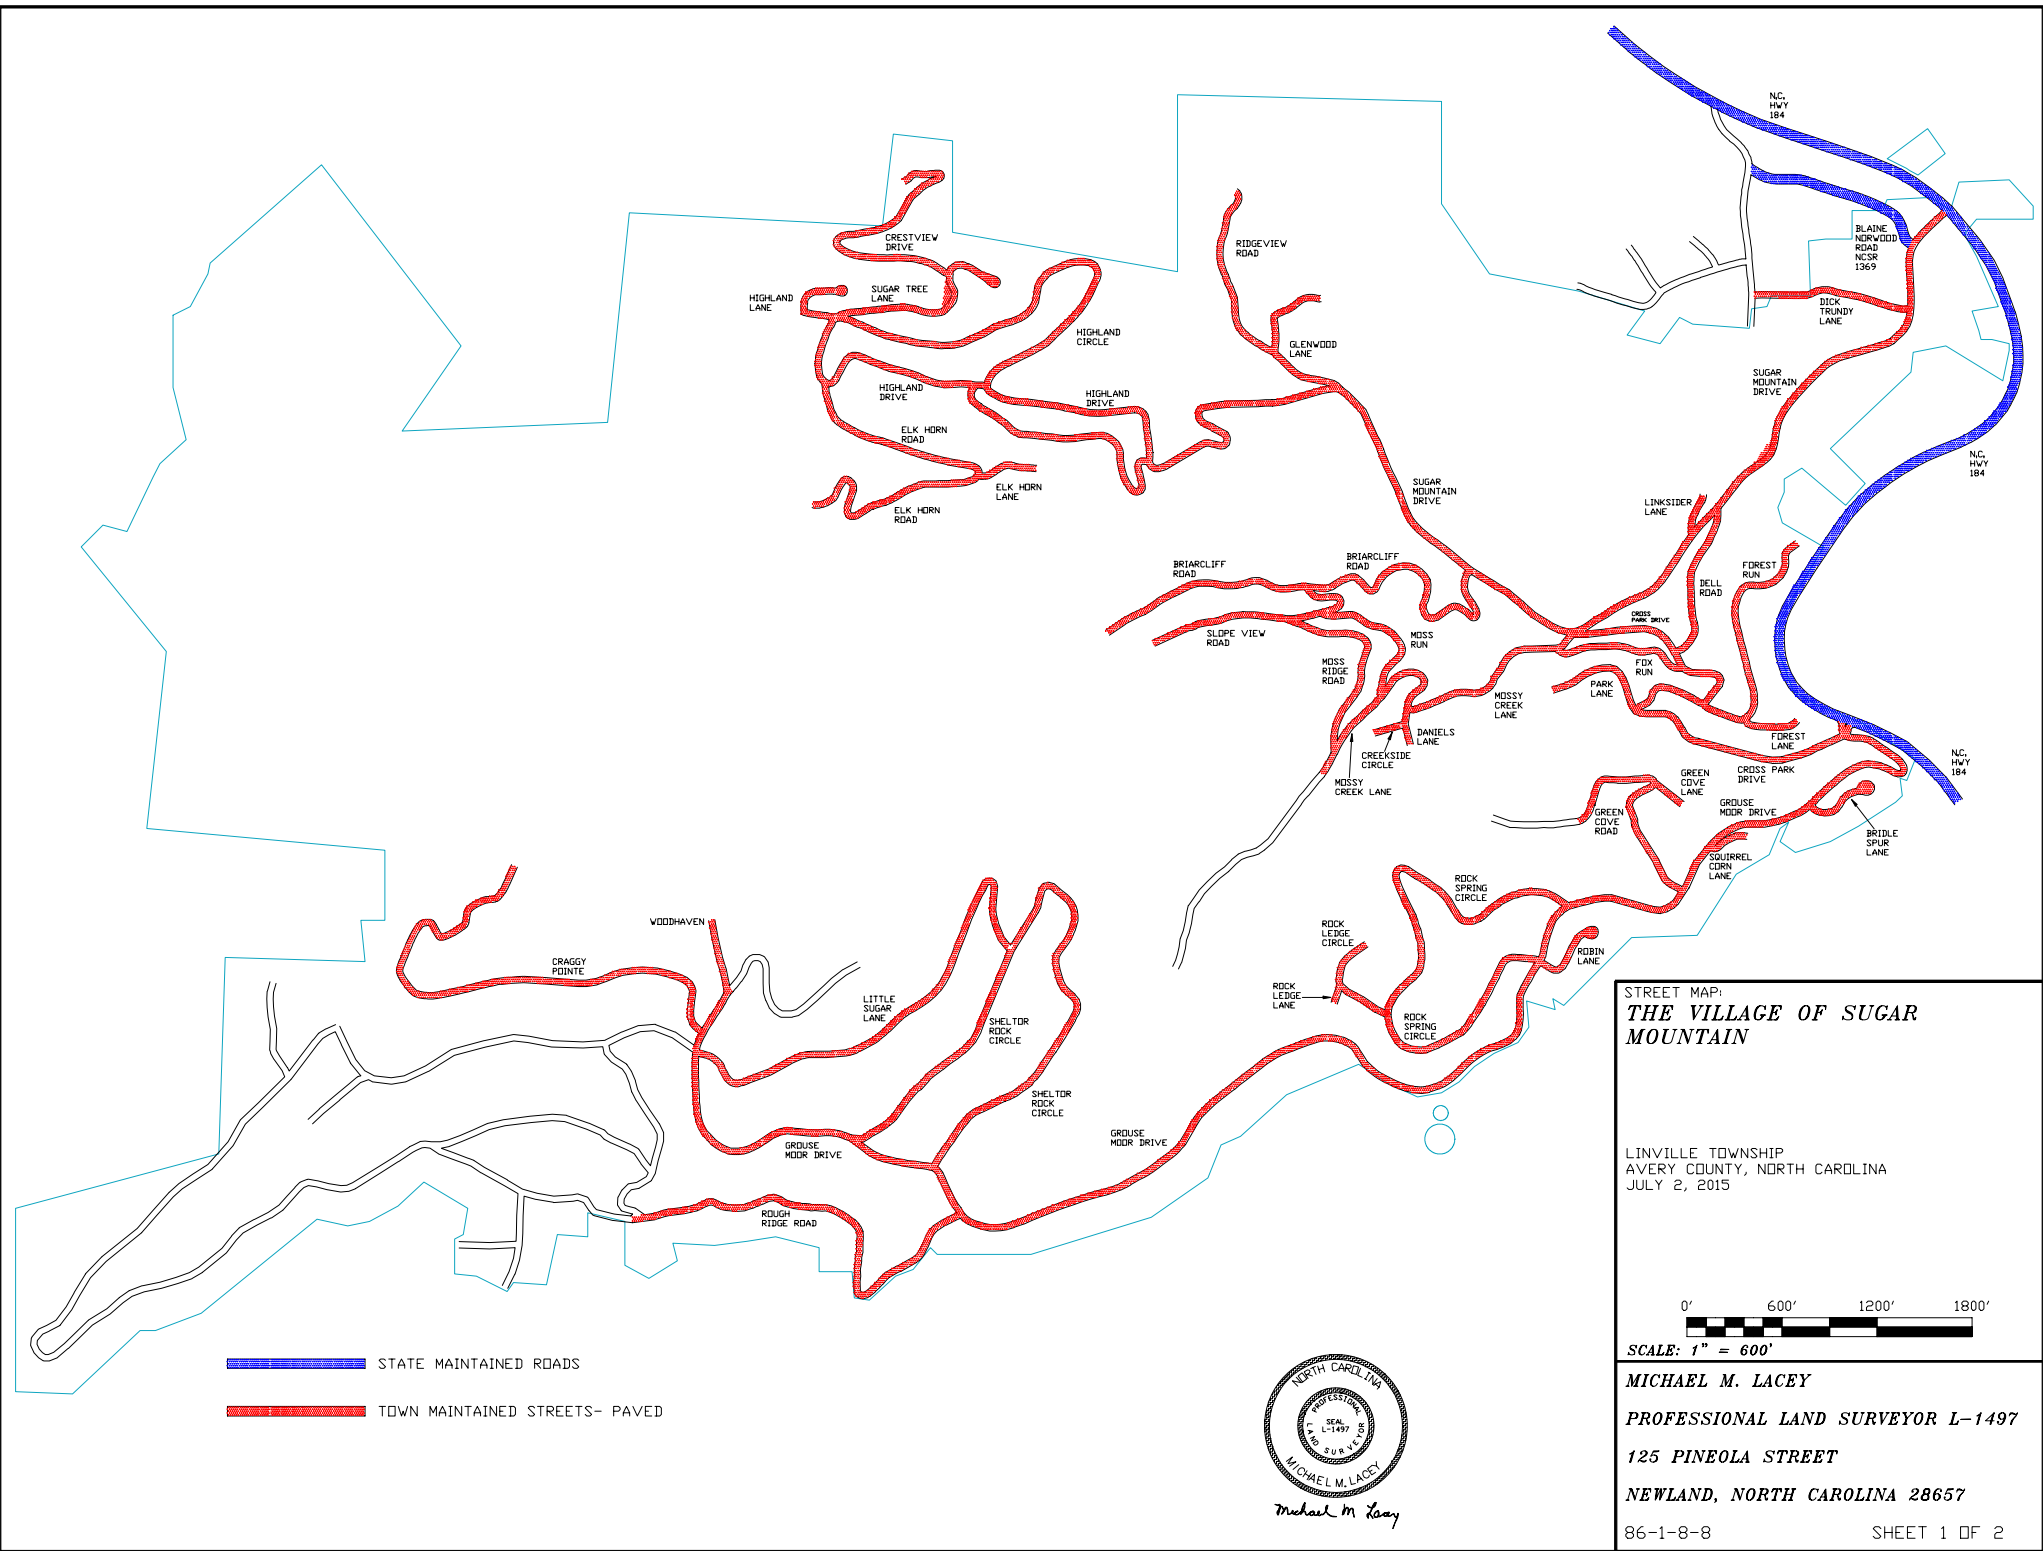 N.C.
HWY
184
BLAINE
NORWOOD
ROAD
NCSR
1369
DICK
TRUNDY
LANE
SUGAR
MOUNTAIN
DRIVE
N.C.
HWY
184
CRESTVIEW
DRIVE
SUGAR TREE
LANE
HIGHLAND
LANE
HIGHLAND
CIRCLE
HIGHLAND
DRIVE
HIGHLAND
DRIVE
ELK HORN
ROAD
ELK HORN
LANE
ELK HORN
ROAD
RIDGEVIEW
ROAD
GLENWOOD
LANE
SUGAR
MOUNTAIN
DRIVE
LINKSIDER
LANE
BRIARCLIFF
ROAD
BRIARCLIFF
ROAD
FOREST
RUN
DELL
ROAD
CROSS
PARK DRIVE
SLOPE VIEW
ROAD
MOSS
RUN
MOSS
RIDGE
ROAD
FOX
RUN
PARK
LANE
MOSSY
CREEK
LANE
DANIELS
LANE
CREEKSIDE
CIRCLE
MOSSY
CREEK LANE
FOREST
LANE
CROSS PARK
DRIVE
N.C.
HWY
184
GREEN
COVE
LANE
GROUSE
MOOR DRIVE
GREEN
COVE
ROAD
BRIDLE
SPUR
LANE
SQUIRREL
CORN
LANE
ROCK
SPRING
CIRCLE
ROCK
LEDGE
CIRCLE
ROBIN
LANE
ROCK
LEDGE
LANE
ROCK
SPRING
CIRCLE
WOODHAVEN
CRAGGY
POINTE
LITTLE
SUGAR
LANE
SHELTOR
ROCK
CIRCLE
SHELTOR
ROCK
CIRCLE
GROUSE
MOOR DRIVE
GROUSE
MOOR DRIVE
ROUGH
RIDGE ROAD
STATE MAINTAINED ROADS
TOWN MAINTAINED STREETS- PAVED
NORTH CAROLINA
PROFESSIONAL
SEAL
L-1497
LAND SURVEYOR
MICHAEL M. LACEY
Michael M Lacey
STREET MAP:
THE VILLAGE OF SUGAR
MOUNTAIN
LINVILLE TOWNSHIP
AVERY COUNTY, NORTH CAROLINA
JULY 2, 2015
0' 600' 1200' 1800'
SCALE: 1" = 600'
MICHAEL M. LACEY
PROFESSIONAL LAND SURVEYOR L-1497
125 PINEOLA STREET
NEWLAND, NORTH CAROLINA 28657
86-1-8-8 SHEET 1 OF 2